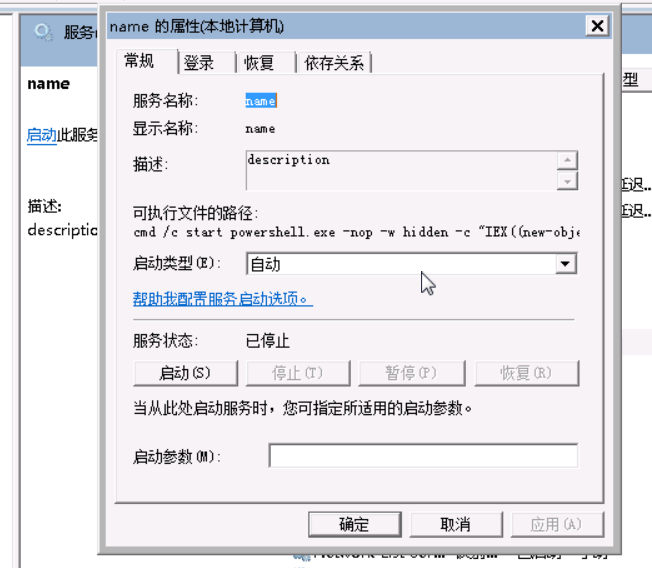 name 的属性(本地计算机)
服务
常规 登录 恢复 依存关系
name
型
服务名称: name
显示名称: name
启动此服务
描述: description
迟..
迟..
描述:
descriptio
可执行文件的路径:
cmd /c start powershell.exe -nop -w hidden -c "IEX((new-obje
启动类型(E): 自动
帮助我配置服务启动选项。
服务状态: 已停止
启动(S) 停止(T) 暂停(P) 恢复(R)
当从此处启动服务时，您可指定所适用的启动参数。
启动参数(M):
确定 取消 应用(A)